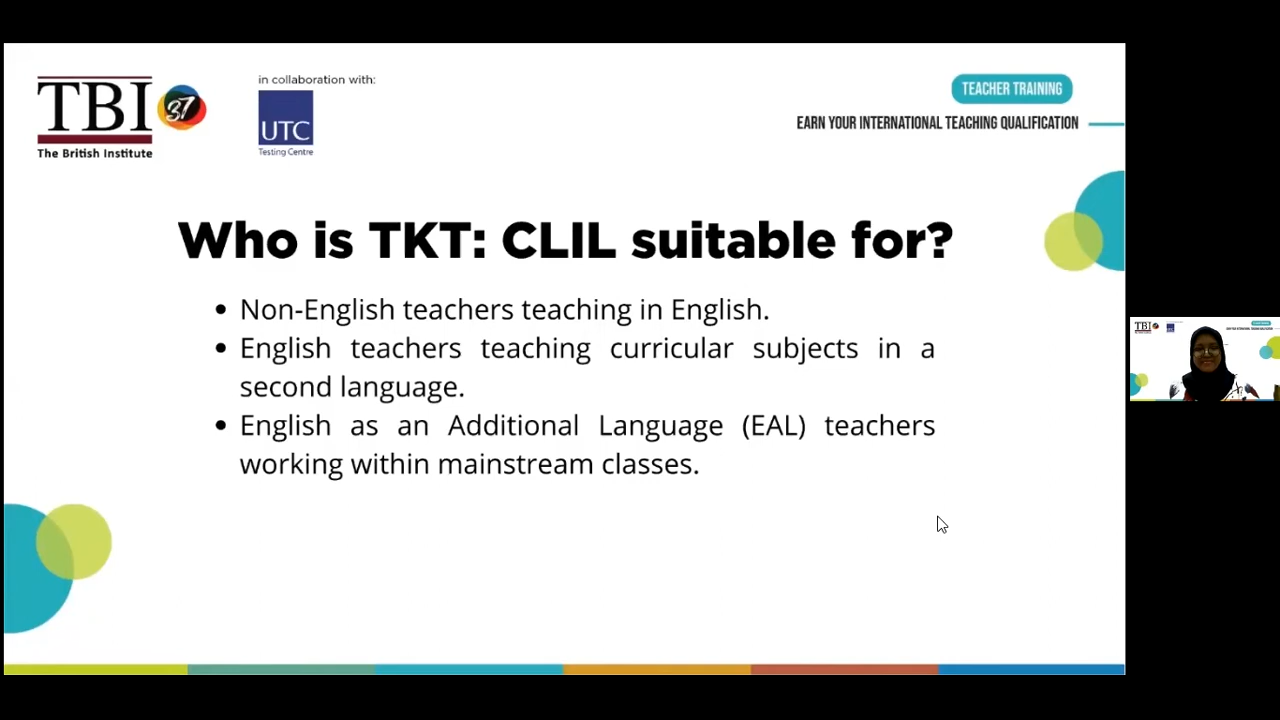 TBI
37
The British Institute
in collaboration with:
UTC
Testing Centre
TEACHER TRAINING
EARN YOUR INTERNATIONAL TEACHING QUALIFICATION
Who is TKT: CLIL suitable for?
• Non-English teachers teaching in English.
• English teachers teaching curricular subjects in a
second language.
• English as an Additional Language (EAL) teachers
working within mainstream classes.
TBI